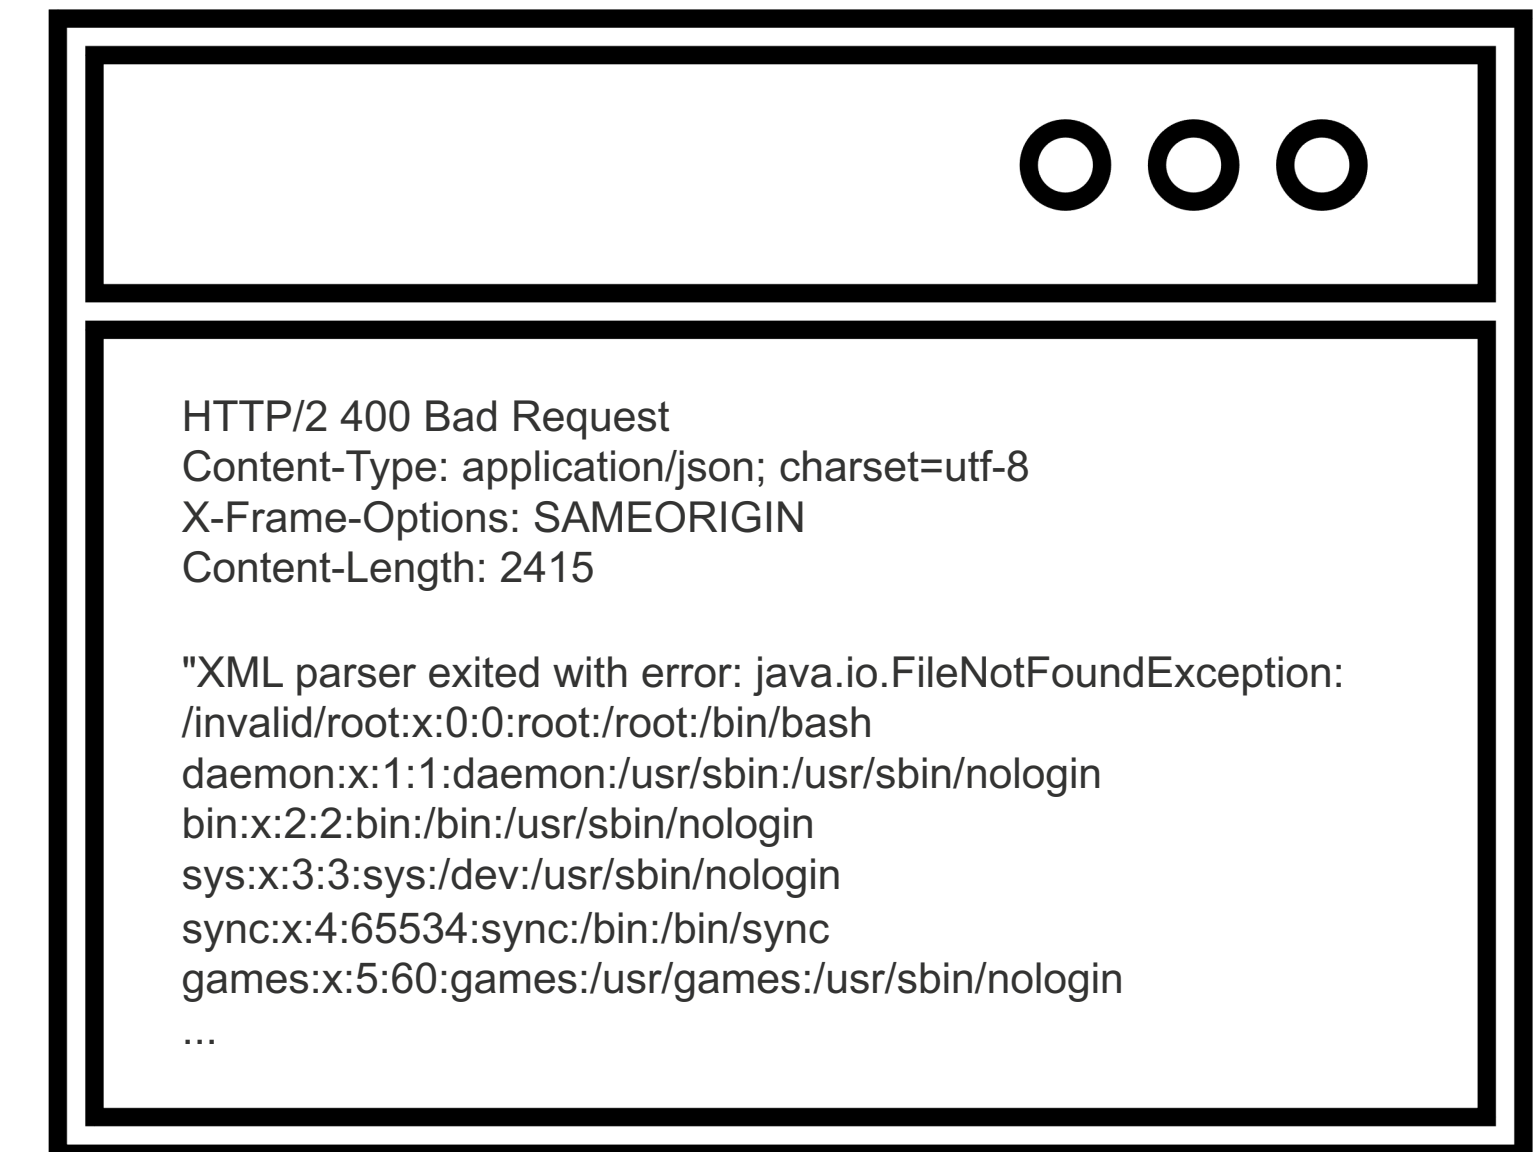 HTTP/2 400 Bad Request
Content-Type: application/json; charset=utf-8
X-Frame-Options: SAMEORIGIN
Content-Length: 2415
"XML parser exited with error: java.io.FileNotFoundException:
/invalid/root:x:0:0:root:/root:/bin/bash
daemon:x:1:1:daemon:/usr/sbin:/usr/sbin/nologin
bin:x:2:2:bin:/bin:/usr/sbin/nologin
sys:x:3:3:sys:/dev:/usr/sbin/nologin
sync:x:4:65534:sync:/bin:/bin/sync
games:x:5:60:games:/usr/games:/usr/sbin/nologin
...